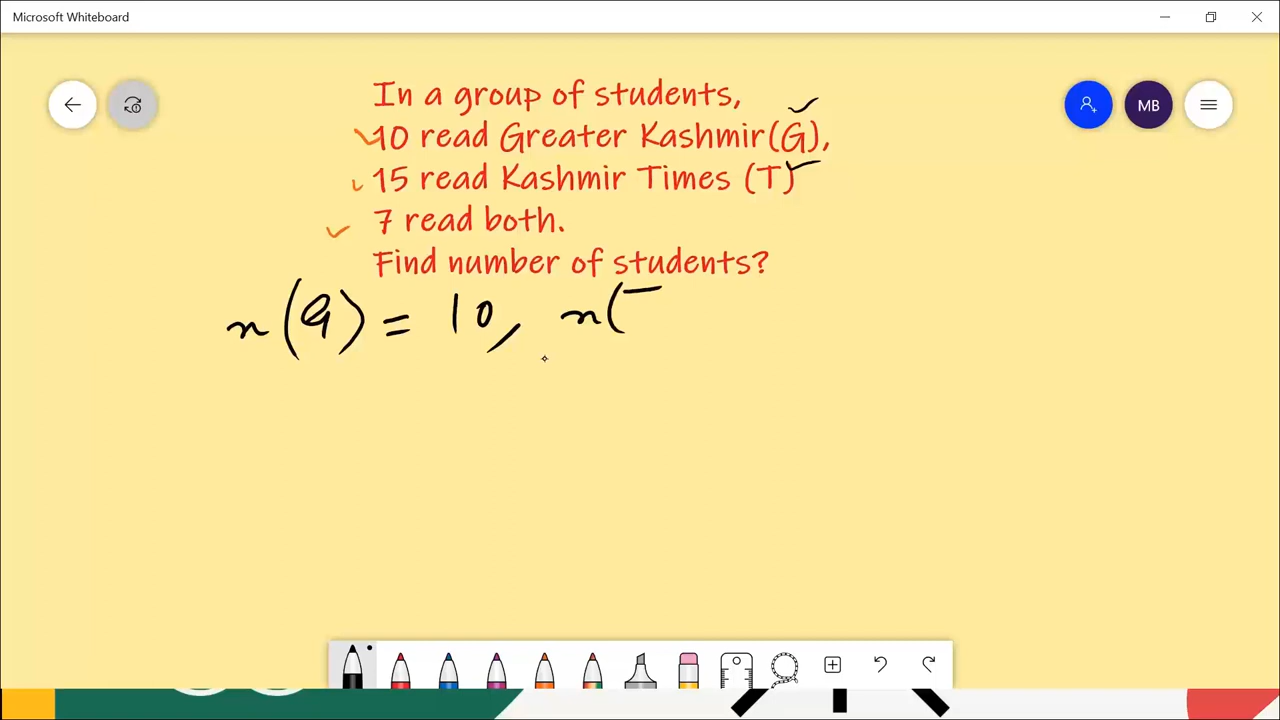 Microsoft Whiteboard
In a group of students,
10 read Greater Kashmir(G),
15 read Kashmir Times (T)
7 read both.
Find number of students?
n(G) = 10, n(
MB